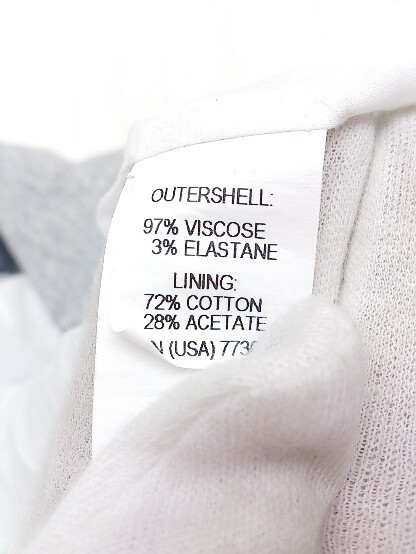 OUTERSHELL:
97% VISCOSE
3% ELASTANE
LINING:
72% COTTON
28% ACETATE
(USA)